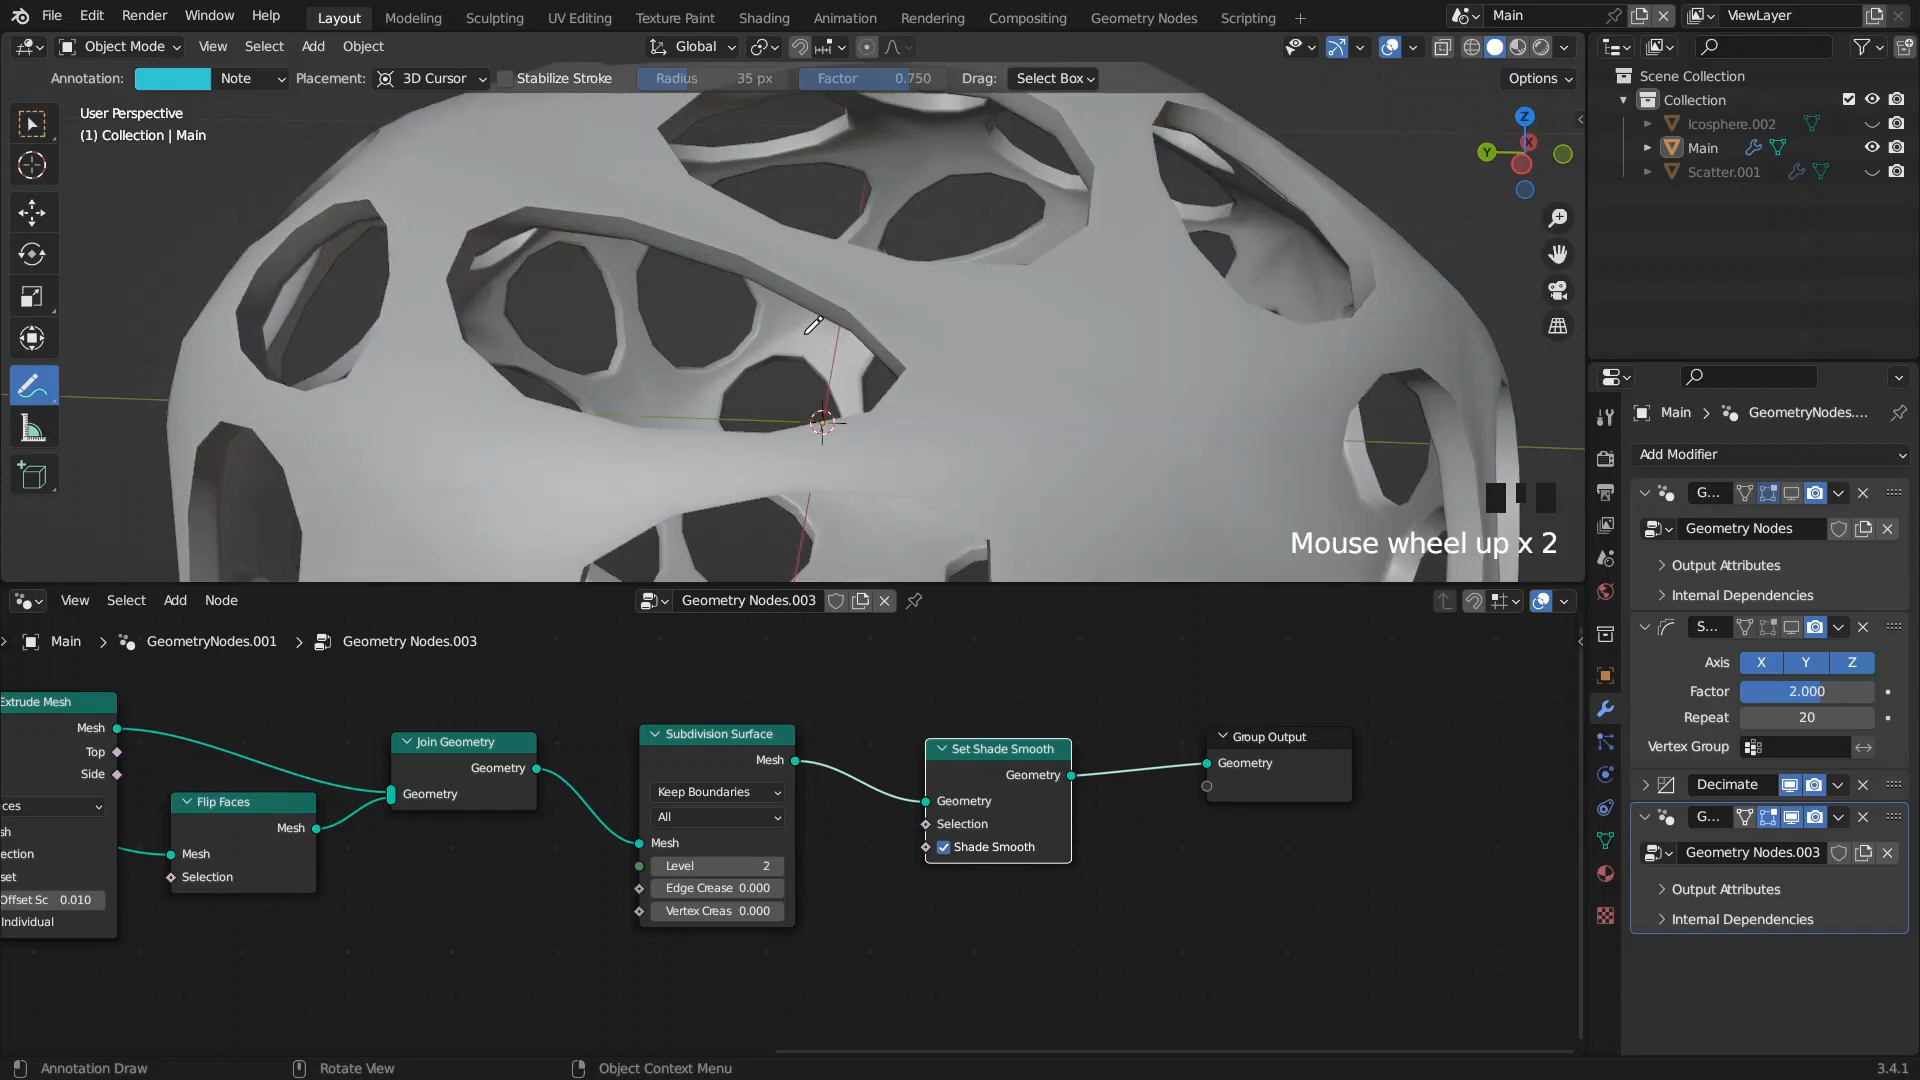 File Edit Render Window Help Layout Modeling Sculpting UV Editing Texture Paint Shading Animation Rendering Compositing Geometry Nodes Scripting + Main ViewLayer
Object Mode View Select Add Object Global
Annotation: Note Placement: 3D Cursor Stabilize Stroke Radius 35 px Factor 0.750 Drag: Select Box Options
User Perspective
(1) Collection | Main
Z
X
Y
Mouse wheel up x 2
Scene Collection
Collection
Icosphere.002
Main
Scatter.001
Main GeometryNodes....
Add Modifier
G...
Geometry Nodes
Output Attributes
Internal Dependencies
S...
Axis X Y Z
Factor 2.000
Repeat 20
Vertex Group
Decimate
G...
Geometry Nodes.003
Output Attributes
Internal Dependencies
View Select Add Node Geometry Nodes.003
Main GeometryNodes.001 Geometry Nodes.003
Extrude Mesh
Mesh
Top
Side
ces
sh
ection
set
Offset Sc 0.010
Individual
Flip Faces
Mesh
Mesh
Selection
Join Geometry
Geometry
Geometry
Subdivision Surface
Mesh
Keep Boundaries
All
Mesh
Level 2
Edge Crease 0.000
Vertex Creas 0.000
Set Shade Smooth
Geometry
Geometry
Selection
Shade Smooth
Group Output
Geometry
Annotation Draw Rotate View Object Context Menu 3.4.1